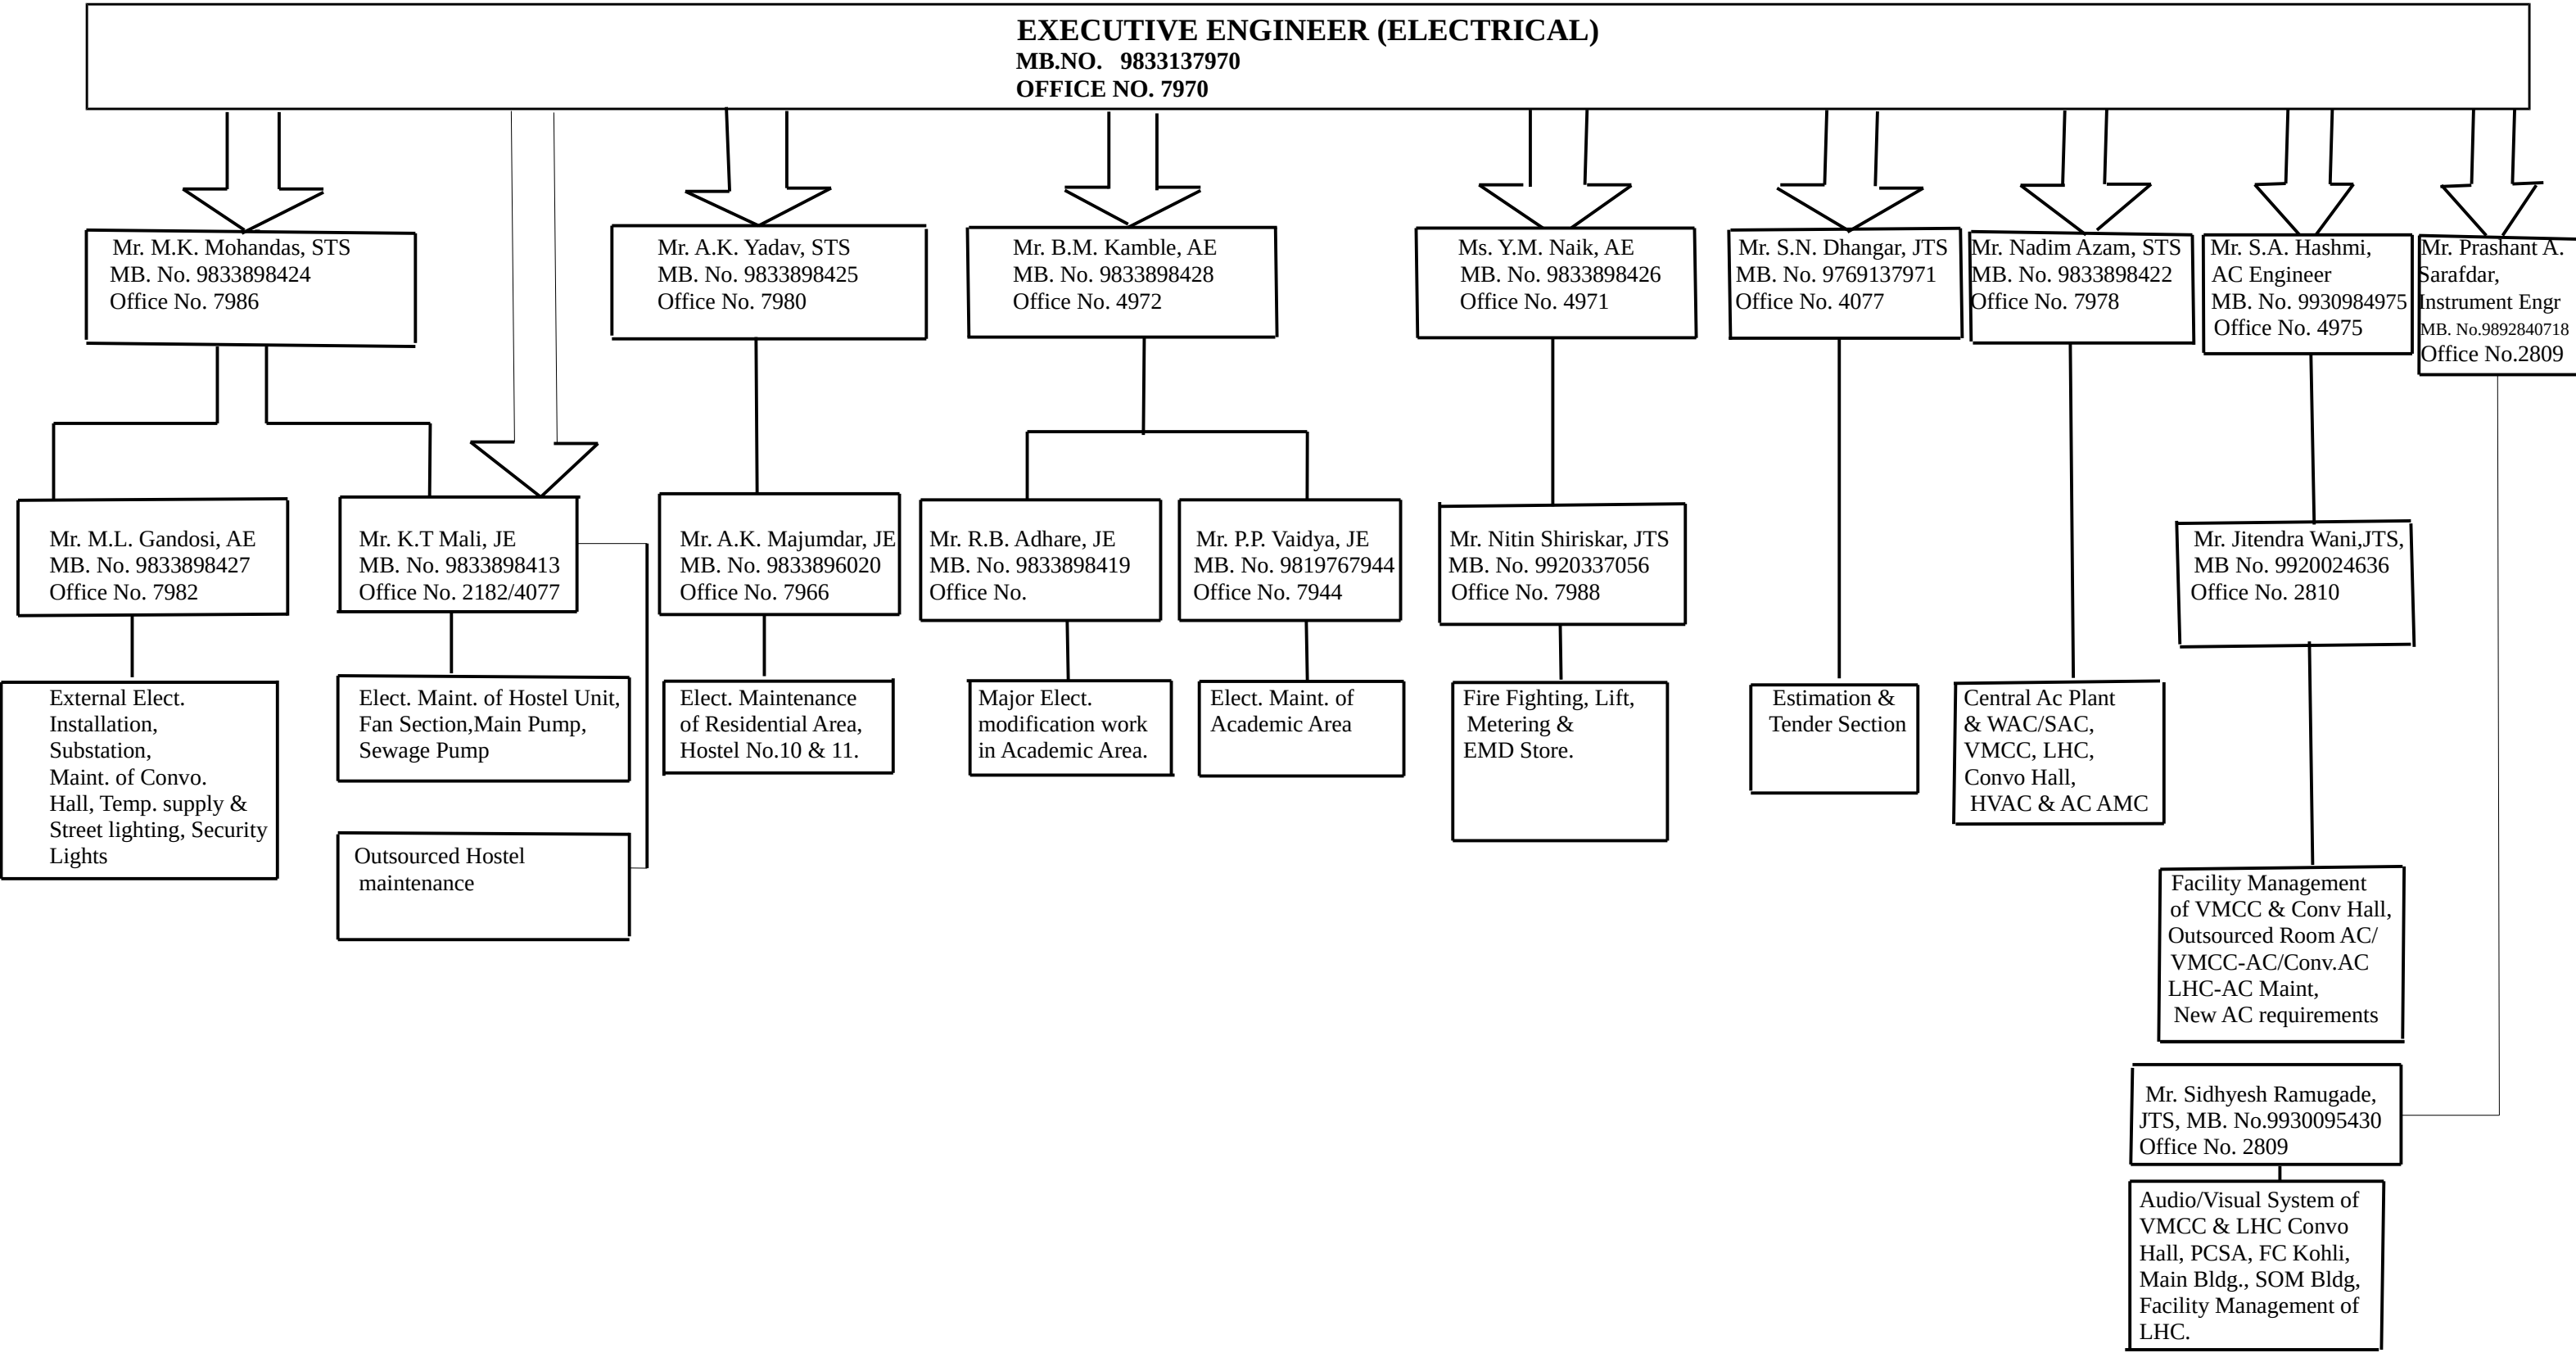 EXECUTIVE ENGINEER (ELECTRICAL)
MB.NO. 9833137970
OFFICE NO. 7970
Mr. M.K. Mohandas, STS
MB. No. 9833898424
Office No. 7986
Mr. A.K. Yadav, STS
MB. No. 9833898425
Office No. 7980
Mr. B.M. Kamble, AE
MB. No. 9833898428
Office No. 4972
Ms. Y.M. Naik, AE
MB. No. 9833898426
Office No. 4971
Mr. S.N. Dhangar, JTS
MB. No. 9769137971
Office No. 4077
Mr. Nadim Azam, STS
MB. No. 9833898422
Office No. 7978
Mr. S.A. Hashmi,
AC Engineer
MB. No. 9930984975
Office No. 4975
Mr. Prashant A.
Sarafdar,
Instrument Engr
MB. No.9892840718
Office No.2809
Mr. M.L. Gandosi, AE
MB. No. 9833898427
Office No. 7982
Mr. K.T Mali, JE
MB. No. 9833898413
Office No. 2182/4077
Mr. A.K. Majumdar, JE
MB. No. 9833896020
Office No. 7966
Mr. R.B. Adhare, JE
MB. No. 9833898419
Office No.
Mr. P.P. Vaidya, JE
MB. No. 9819767944
Office No. 7944
Mr. Nitin Shiriskar, JTS
MB. No. 9920337056
Office No. 7988
Mr. Jitendra Wani,JTS,
MB No. 9920024636
Office No. 2810
External Elect.
Installation,
Substation,
Maint. of Convo.
Hall, Temp. supply &
Street lighting, Security
Lights
Elect. Maint. of Hostel Unit,
Fan Section,Main Pump,
Sewage Pump
Elect. Maintenance
of Residential Area,
Hostel No.10 & 11.
Major Elect.
modification work
in Academic Area.
Elect. Maint. of
Academic Area
Fire Fighting, Lift,
Metering &
EMD Store.
Estimation &
Tender Section
Central Ac Plant
& WAC/SAC,
VMCC, LHC,
Convo Hall,
HVAC & AC AMC
Outsourced Hostel
maintenance
Facility Management
of VMCC & Conv Hall,
Outsourced Room AC/
VMCC-AC/Conv.AC
LHC-AC Maint,
New AC requirements
Mr. Sidhyesh Ramugade,
JTS, MB. No.9930095430
Office No. 2809
Audio/Visual System of
VMCC & LHC Convo
Hall, PCSA, FC Kohli,
Main Bldg., SOM Bldg,
Facility Management of
LHC.